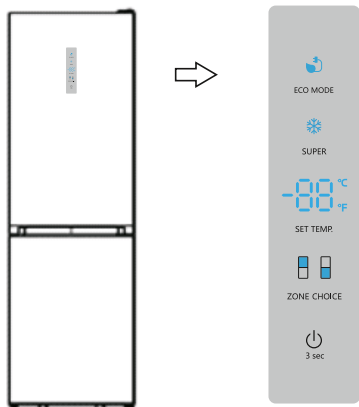 ECO MODE
SUPER
-88 °C
°F
SET TEMP.
ZONE CHOICE
3 sec